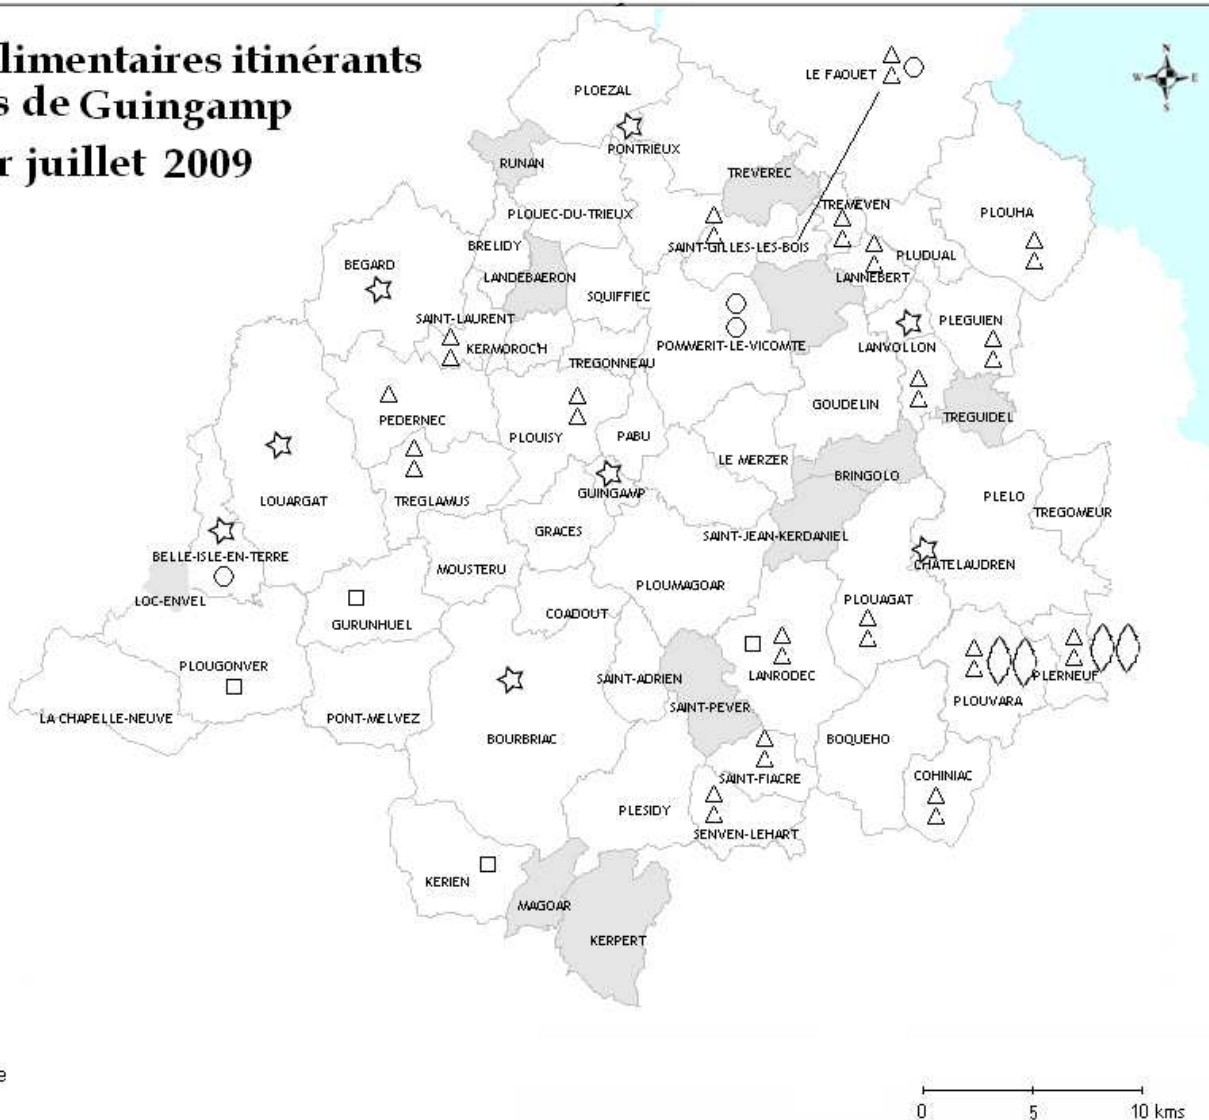 limentaires itinérants
s de Guingamp
r juillet 2009
N
W
E
S
LE FAOUET
PLOEZAL
PONTRIEUX
RUNAN
TREVEREC
TREMEVEN
PLOUHA
PLOUEC-DU-TRIEUX
BRELIDY
SAINT-GILLES-LES-BOIS
PLUDUAL
BEGARD
LANDEBAERON
LANNEBERT
SQUIFFIEC
SAINT-LAURENT
PLEGUIEN
KERMOROC'H
POMMERIT-LE-VICOMTE
LANVOLLON
TREGONNEAU
GOUDELIN
TREGUIDEL
PEDERNEC
PLOUISY
PABU
LE MERZER
BRINGOLO
LOUARGAT
TREGLAMUS
GUINGAMP
PLELO
TREGOMEUR
GRACES
SAINT-JEAN-KERDANIEL
BELLE-ISLE-EN-TERRE
MOUSTERU
CHATELAUDREN
PLOUMAGOAR
LOC-ENVEL
PLOUAGAT
GURUNHUEL
COADOUT
PLOUGONVER
SAINT-ADRIEN
LANRODEC
PLERNEUF
PLOUVARA
SAINT-PEVER
LA CHAPELLE-NEUVE
PONT-MELVEZ
BOURBRIAC
BOQUEHO
SAINT-FIACRE
COHINIAC
PLESIDY
SENVEN-LEHART
KERIEN
MAGOAR
KERPERT
e
0 5 10 kms